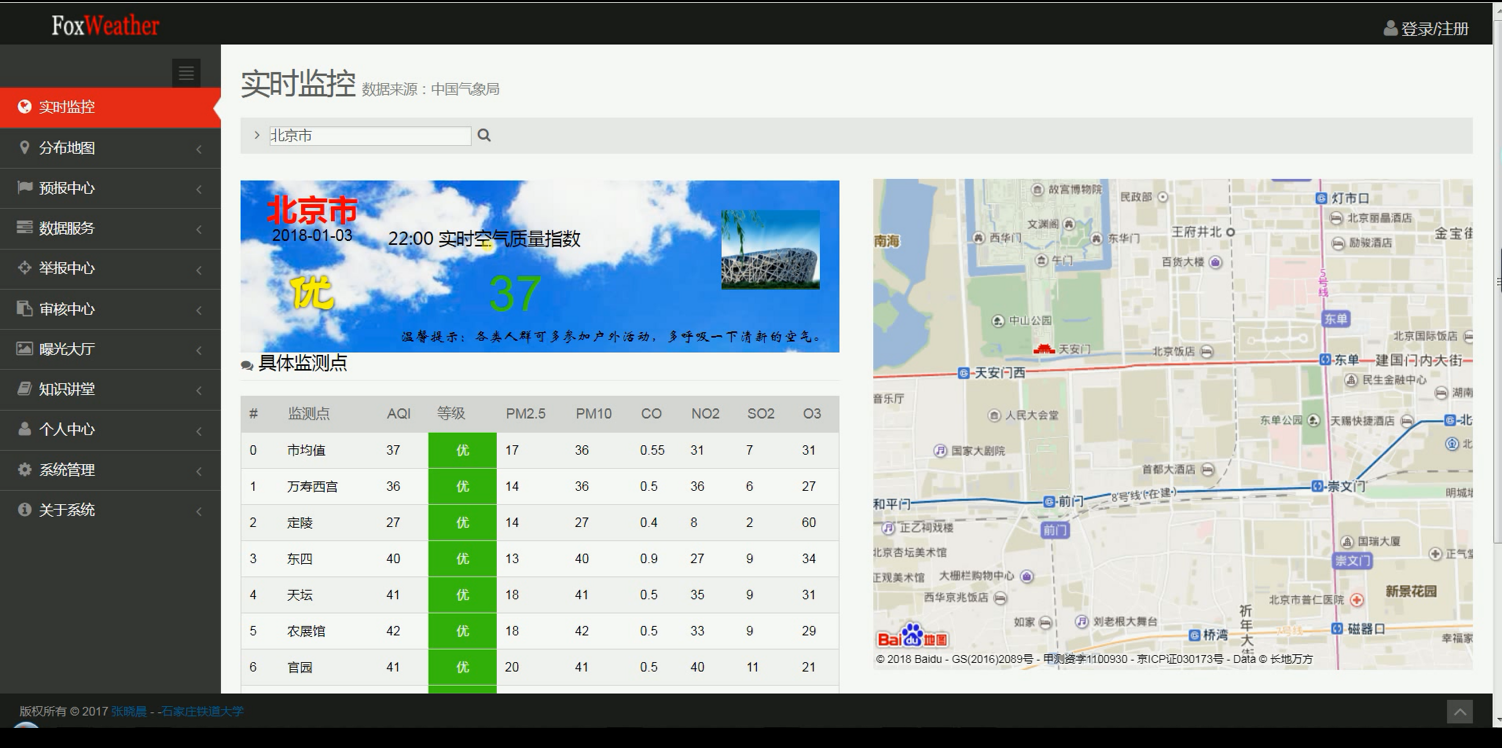 FoxWeather
登录/注册
实时监控
分布地图
预报中心
数据服务
举报中心
审核中心
曝光大厅
知识讲堂
个人中心
系统管理
关于系统
实时监控 数据来源：中国气象局
北京市
北京市
2018-01-03
22:00 实时空气质量指数
优
37
温馨提示：各类人群可多参加户外活动，多呼吸一下清新的空气。
具体监测点
# 监测点 AQI 等级 PM2.5 PM10 CO NO2 SO2 O3
0 市均值 37 优 17 36 0.55 31 7 31
1 万寿西宫 36 优 14 36 0.5 36 6 27
2 定陵 27 优 14 27 0.4 8 2 60
3 东四 40 优 13 40 0.9 27 9 34
4 天坛 41 优 18 41 0.5 35 9 31
5 农展馆 42 优 18 42 0.5 33 9 29
6 官园 41 优 20 41 0.5 40 11 21
故宫博物院
民政部
灯市口
北京丽晶酒店
文渊阁
南海
西华门
东华门
王府井北
金宝街
励骏酒店
午门
百货大楼
5号线
中山公园
东单
北京国际饭店
天安门
北京饭店
东单
建国门内大街
天安门西
民生金融中心
音乐厅
湖南
人民大会堂
东单公园
天赐快捷酒店
北
北
国家大剧院
首都大酒店
崇文门
明城
和平门
前门
8号线(在建)
正乙祠戏楼
前门
国瑞大厦
北京杏坛美术馆
崇文门
正气
正观美术馆
大栅栏购物中心
新景花园
西华京兆饭店
北京市普仁医院
如家
刘老根大舞台
祈年大街
桥湾
磁器口
幸福家
Bai du 地图
© 2018 Baidu - GS(2016)2089号 - 甲测资字1100930 - 京ICP证030173号 - Data © 长地万方
版权所有 © 2017 张晓晨 - -石家庄铁道大学